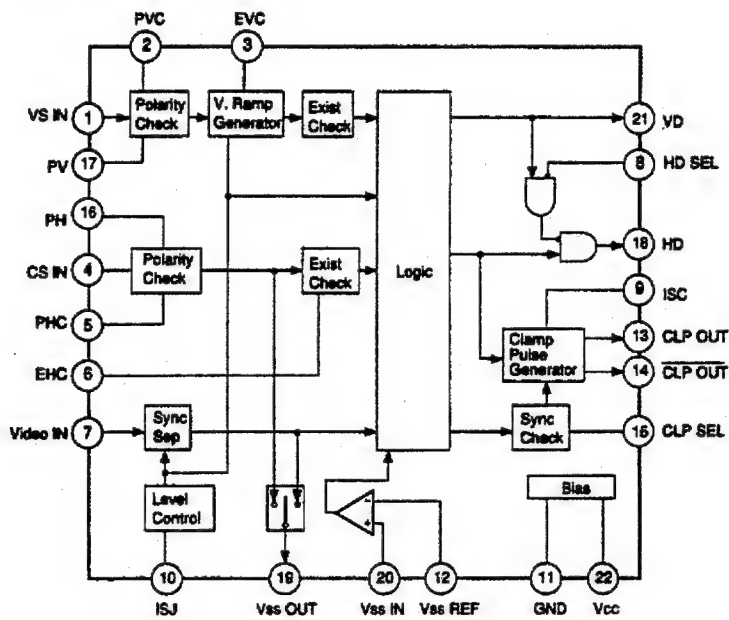 PVC
EVC
2
3
VS IN
1
Polarity
Check
V. Ramp
Generator
Exist
Check
21
VD
PV
17
8
HD SEL
PH
16
CS IN
4
Polarity
Check
Exist
Check
Logic
18
HD
9
ISC
PHC
5
Clamp
Pulse
Generator
13
CLP OUT
EHC
6
14
CLP OUT
Video IN
7
Sync
Sep
Sync
Check
15
CLP SEL
Level
Control
-
+
Bias
10
19
20
12
11
22
ISJ
Vss OUT
Vss IN
Vss REF
GND
Vcc